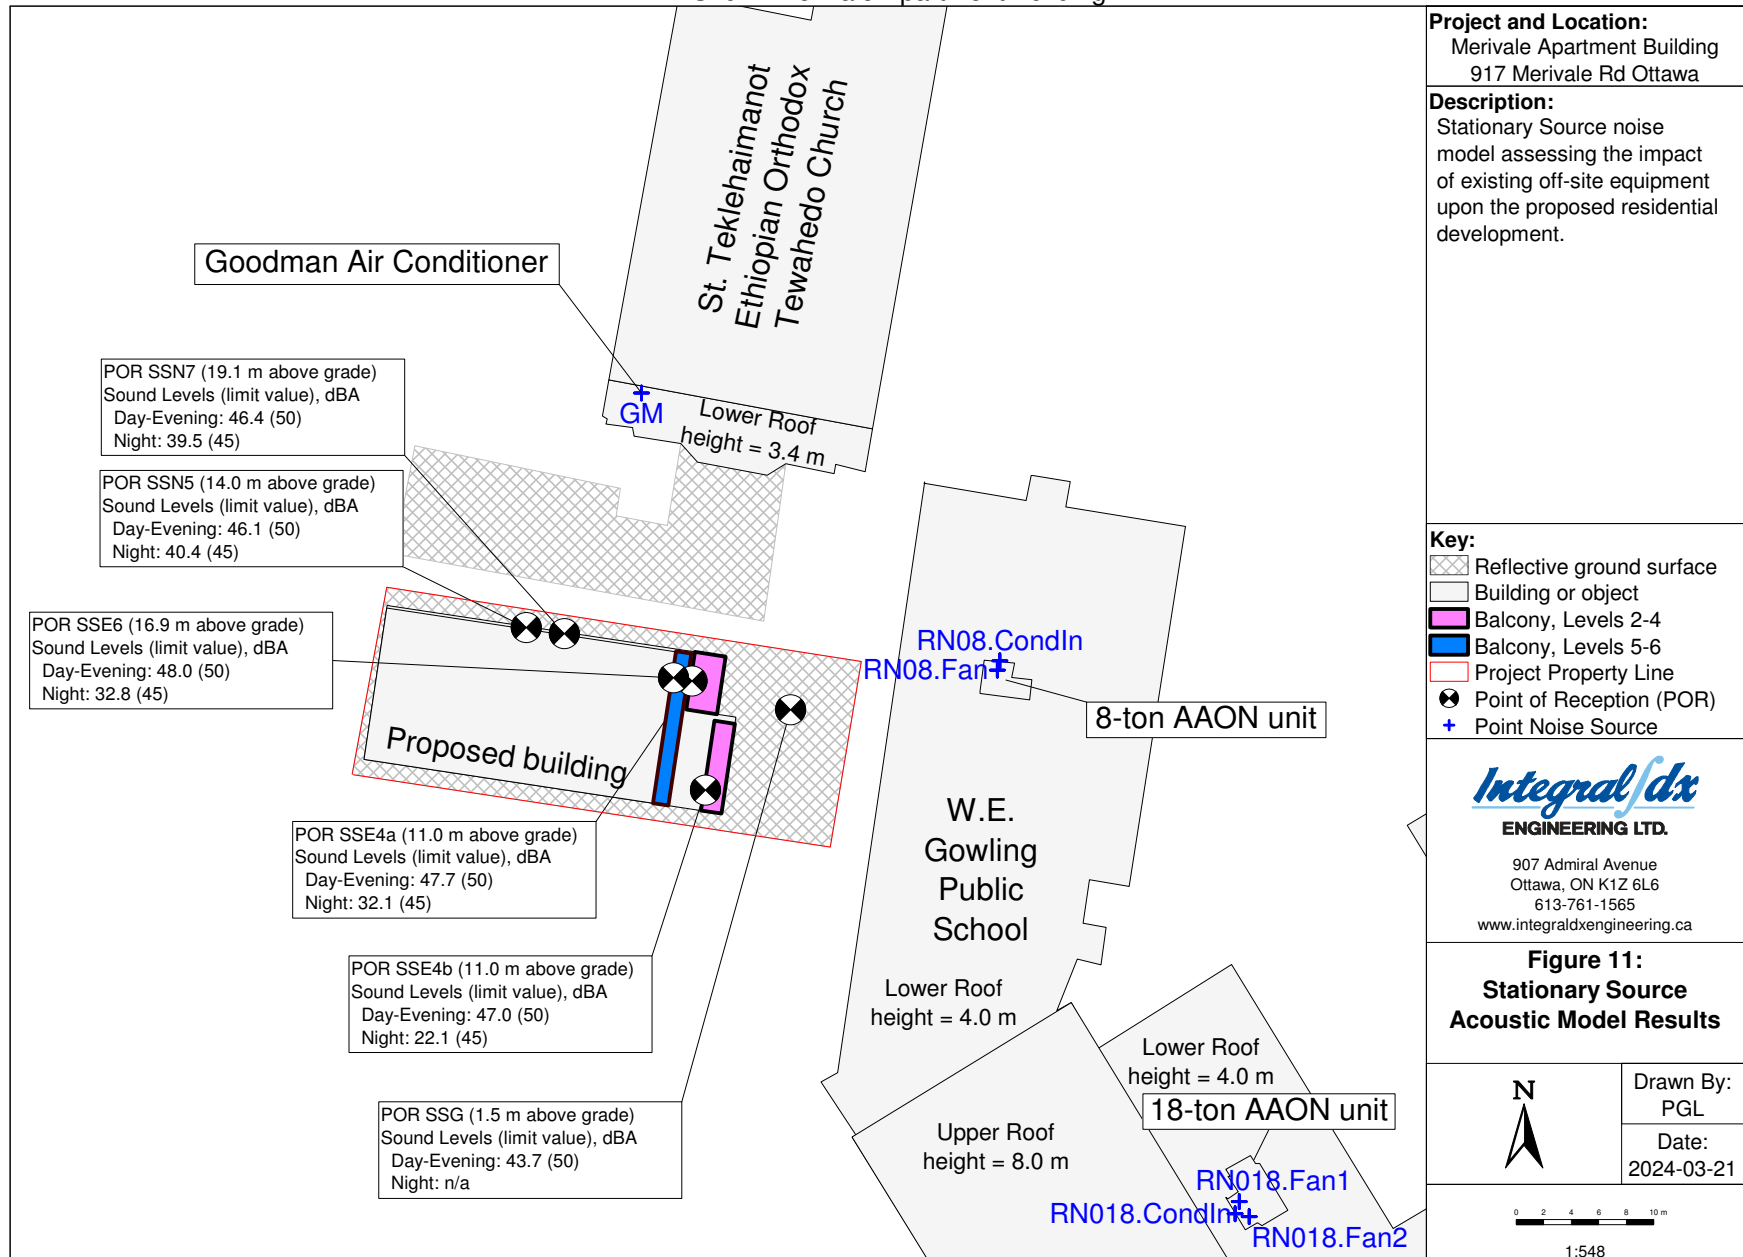 Project and Location:
Merivale Apartment Building
917 Merivale Rd Ottawa
Description:
Stationary Source noise
model assessing the impact
of existing off-site equipment
upon the proposed residential
development.
St. Teklehaimanot
Ethiopian Orthodox
Tewahedo Church
Goodman Air Conditioner
GM
Lower Roof
height = 3.4 m
POR SSN7 (19.1 m above grade)
Sound Levels (limit value), dBA
Day-Evening: 46.4 (50)
Night: 39.5 (45)
POR SSN5 (14.0 m above grade)
Sound Levels (limit value), dBA
Day-Evening: 46.1 (50)
Night: 40.4 (45)
POR SSE6 (16.9 m above grade)
Sound Levels (limit value), dBA
Day-Evening: 48.0 (50)
Night: 32.8 (45)
Proposed building
POR SSE4a (11.0 m above grade)
Sound Levels (limit value), dBA
Day-Evening: 47.7 (50)
Night: 32.1 (45)
POR SSE4b (11.0 m above grade)
Sound Levels (limit value), dBA
Day-Evening: 47.0 (50)
Night: 22.1 (45)
POR SSG (1.5 m above grade)
Sound Levels (limit value), dBA
Day-Evening: 43.7 (50)
Night: n/a
RN08.CondIn
RN08.Fan
8-ton AAON unit
W.E.
Gowling
Public
School
Lower Roof
height = 4.0 m
Upper Roof
height = 8.0 m
Lower Roof
height = 4.0 m
18-ton AAON unit
RN018.Fan1
RN018.CondIn
RN018.Fan2
Key:
Reflective ground surface
Building or object
Balcony, Levels 2-4
Balcony, Levels 5-6
Project Property Line
Point of Reception (POR)
Point Noise Source
Integral dx
ENGINEERING LTD.
907 Admiral Avenue
Ottawa, ON K1Z 6L6
613-761-1565
www.integraldxengineering.ca
Figure 11:
Stationary Source
Acoustic Model Results
N
Drawn By:
PGL
Date:
2024-03-21
0 2 4 6 8 10 m
1:548